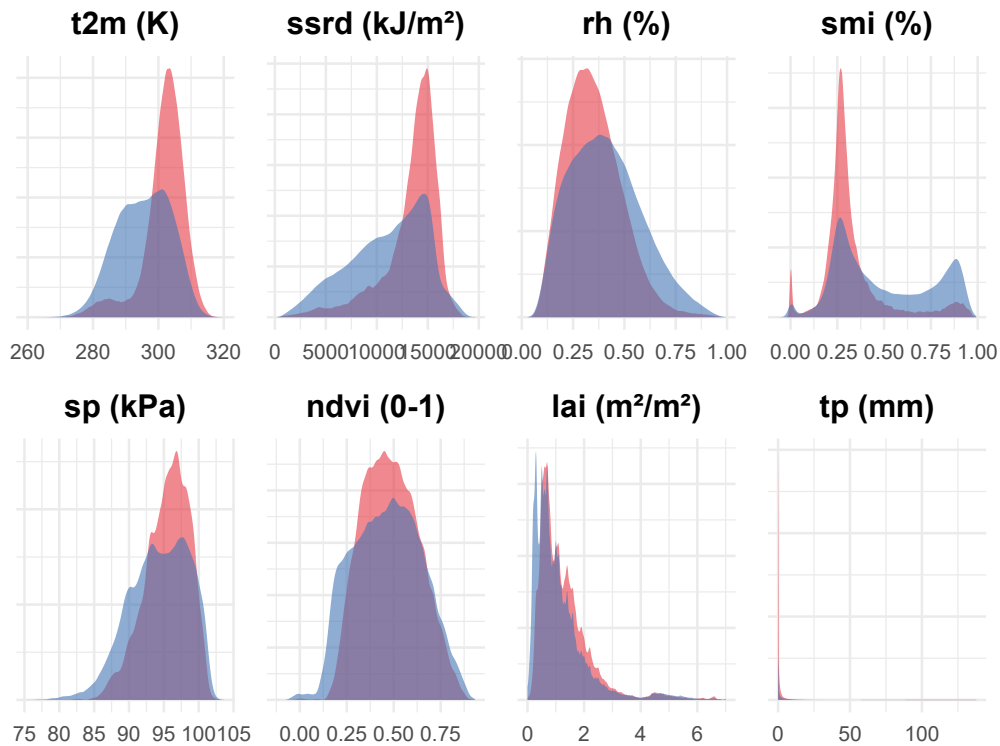 t2m (K) ssrd (kJ/m²) rh (%) smi (%)
260 280 300 320 0 5000 10000 15000 20000 0.00 0.25 0.50 0.75 1.00 0.00 0.25 0.50 0.75 1.00
sp (kPa) ndvi (0-1) lai (m²/m²) tp (mm)
75 80 85 90 95 100 105 0.00 0.25 0.50 0.75 0 2 4 6 0 50 100